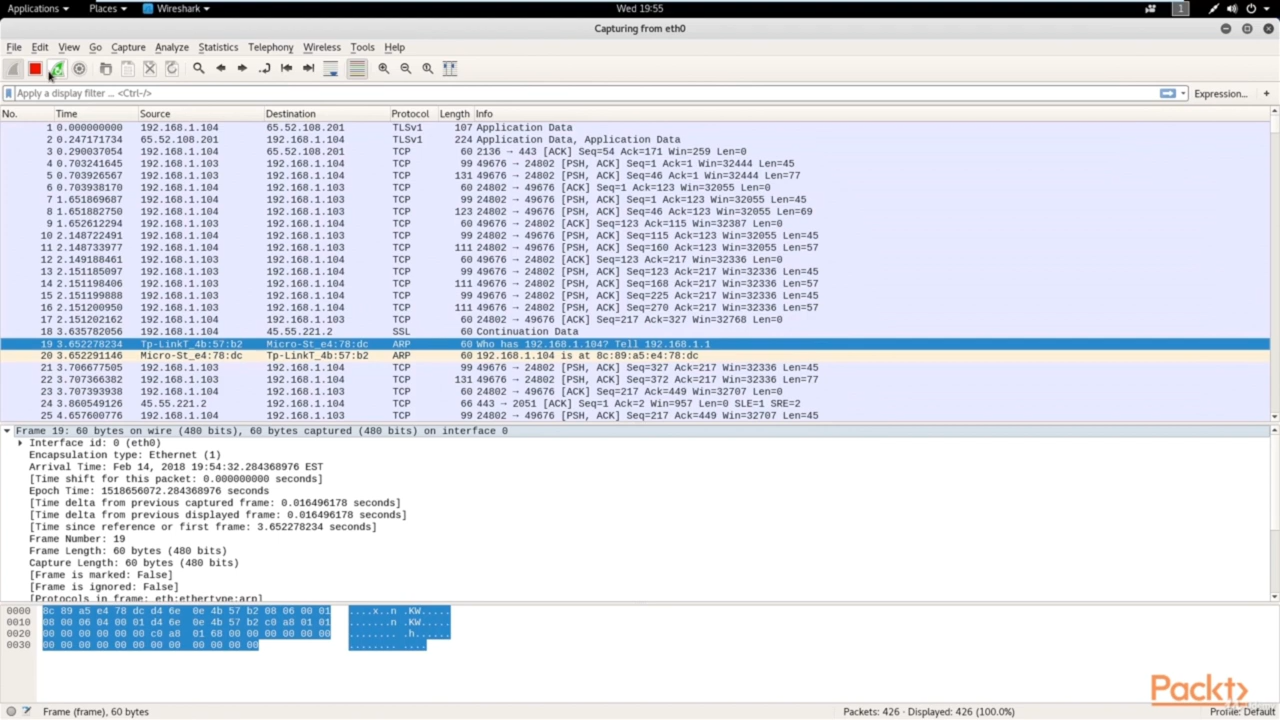 Applications Places Wireshark Wed 19:55 1
Capturing from eth0
File Edit View Go Capture Analyze Statistics Telephony Wireless Tools Help
Apply a display filter ... <Ctrl-/> Expression... +
No. Time Source Destination Protocol Length Info
1 0.000000000 192.168.1.104 65.52.108.201 TLSv1 107 Application Data
2 0.247171734 65.52.108.201 192.168.1.104 TLSv1 224 Application Data, Application Data
3 0.290037054 192.168.1.104 65.52.108.201 TCP 60 2136 → 443 [ACK] Seq=54 Ack=171 Win=259 Len=0
4 0.703241645 192.168.1.103 192.168.1.104 TCP 99 49676 → 24802 [PSH, ACK] Seq=1 Ack=1 Win=32444 Len=45
5 0.703926567 192.168.1.103 192.168.1.104 TCP 131 49676 → 24802 [PSH, ACK] Seq=46 Ack=1 Win=32444 Len=77
6 0.703938170 192.168.1.104 192.168.1.103 TCP 60 24802 → 49676 [ACK] Seq=1 Ack=123 Win=32055 Len=0
7 1.651869687 192.168.1.104 192.168.1.103 TCP 99 24802 → 49676 [PSH, ACK] Seq=1 Ack=123 Win=32055 Len=45
8 1.651882750 192.168.1.104 192.168.1.103 TCP 123 24802 → 49676 [PSH, ACK] Seq=46 Ack=123 Win=32055 Len=69
9 1.652612294 192.168.1.103 192.168.1.104 TCP 60 49676 → 24802 [ACK] Seq=123 Ack=115 Win=32387 Len=0
10 2.148722491 192.168.1.104 192.168.1.103 TCP 99 24802 → 49676 [PSH, ACK] Seq=115 Ack=123 Win=32055 Len=45
11 2.148733977 192.168.1.104 192.168.1.103 TCP 111 24802 → 49676 [PSH, ACK] Seq=160 Ack=123 Win=32055 Len=57
12 2.149188461 192.168.1.103 192.168.1.104 TCP 60 49676 → 24802 [ACK] Seq=123 Ack=217 Win=32336 Len=0
13 2.151185097 192.168.1.103 192.168.1.104 TCP 99 49676 → 24802 [PSH, ACK] Seq=123 Ack=217 Win=32336 Len=45
14 2.151198406 192.168.1.103 192.168.1.104 TCP 111 49676 → 24802 [PSH, ACK] Seq=168 Ack=217 Win=32336 Len=57
15 2.151199888 192.168.1.103 192.168.1.104 TCP 99 49676 → 24802 [PSH, ACK] Seq=225 Ack=217 Win=32336 Len=45
16 2.151200950 192.168.1.103 192.168.1.104 TCP 111 49676 → 24802 [PSH, ACK] Seq=270 Ack=217 Win=32336 Len=57
17 2.151202162 192.168.1.104 192.168.1.103 TCP 60 24802 → 49676 [ACK] Seq=217 Ack=327 Win=32768 Len=0
18 3.635782056 192.168.1.104 45.55.221.2 SSL 60 Continuation Data
19 3.652278234 Tp-LinkT_4b:57:b2 Micro-St_e4:78:dc ARP 60 Who has 192.168.1.104? Tell 192.168.1.1
20 3.652291146 Micro-St_e4:78:dc Tp-LinkT_4b:57:b2 ARP 60 192.168.1.104 is at 8c:89:a5:e4:78:dc
21 3.706677505 192.168.1.103 192.168.1.104 TCP 99 49676 → 24802 [PSH, ACK] Seq=327 Ack=217 Win=32336 Len=45
22 3.707366382 192.168.1.103 192.168.1.104 TCP 131 49676 → 24802 [PSH, ACK] Seq=372 Ack=217 Win=32336 Len=77
23 3.707393938 192.168.1.104 192.168.1.103 TCP 60 24802 → 49676 [ACK] Seq=217 Ack=449 Win=32707 Len=0
24 3.860549106 45.55.221.2 192.168.1.104 TCP 66 443 → 2051 [ACK] Seq=1 Ack=2 Win=957 Len=0 SLE=1 SRE=2
25 4.657600776 192.168.1.104 192.168.1.103 TCP 99 24802 → 49676 [PSH, ACK] Seq=217 Ack=449 Win=32707 Len=45
Frame 19: 60 bytes on wire (480 bits), 60 bytes captured (480 bits) on interface 0
Interface id: 0 (eth0)
Encapsulation type: Ethernet (1)
Arrival Time: Feb 14, 2018 19:54:32.284368976 EST
[Time shift for this packet: 0.000000000 seconds]
Epoch Time: 1518656072.284368976 seconds
[Time delta from previous captured frame: 0.016496178 seconds]
[Time delta from previous displayed frame: 0.016496178 seconds]
[Time since reference or first frame: 3.652278234 seconds]
Frame Number: 19
Frame Length: 60 bytes (480 bits)
Capture Length: 60 bytes (480 bits)
[Frame is marked: False]
[Frame is ignored: False]
[Protocols in frame: eth:ethertype:arp]
0000 8c 89 a5 e4 78 dc d4 6e 0e 4b 57 b2 08 06 00 01 ....x..n .KW.....
0010 08 00 06 04 00 01 d4 6e 0e 4b 57 b2 c0 a8 01 01 .......n .KW.....
0020 00 00 00 00 00 00 c0 a8 01 68 00 00 00 00 00 00 ........ .h......
0030 00 00 00 00 00 00 00 00 00 00 00 00 ........ ....
Packt>
Frame (frame), 60 bytes Packets: 426 · Displayed: 426 (100.0%) Profile: Default